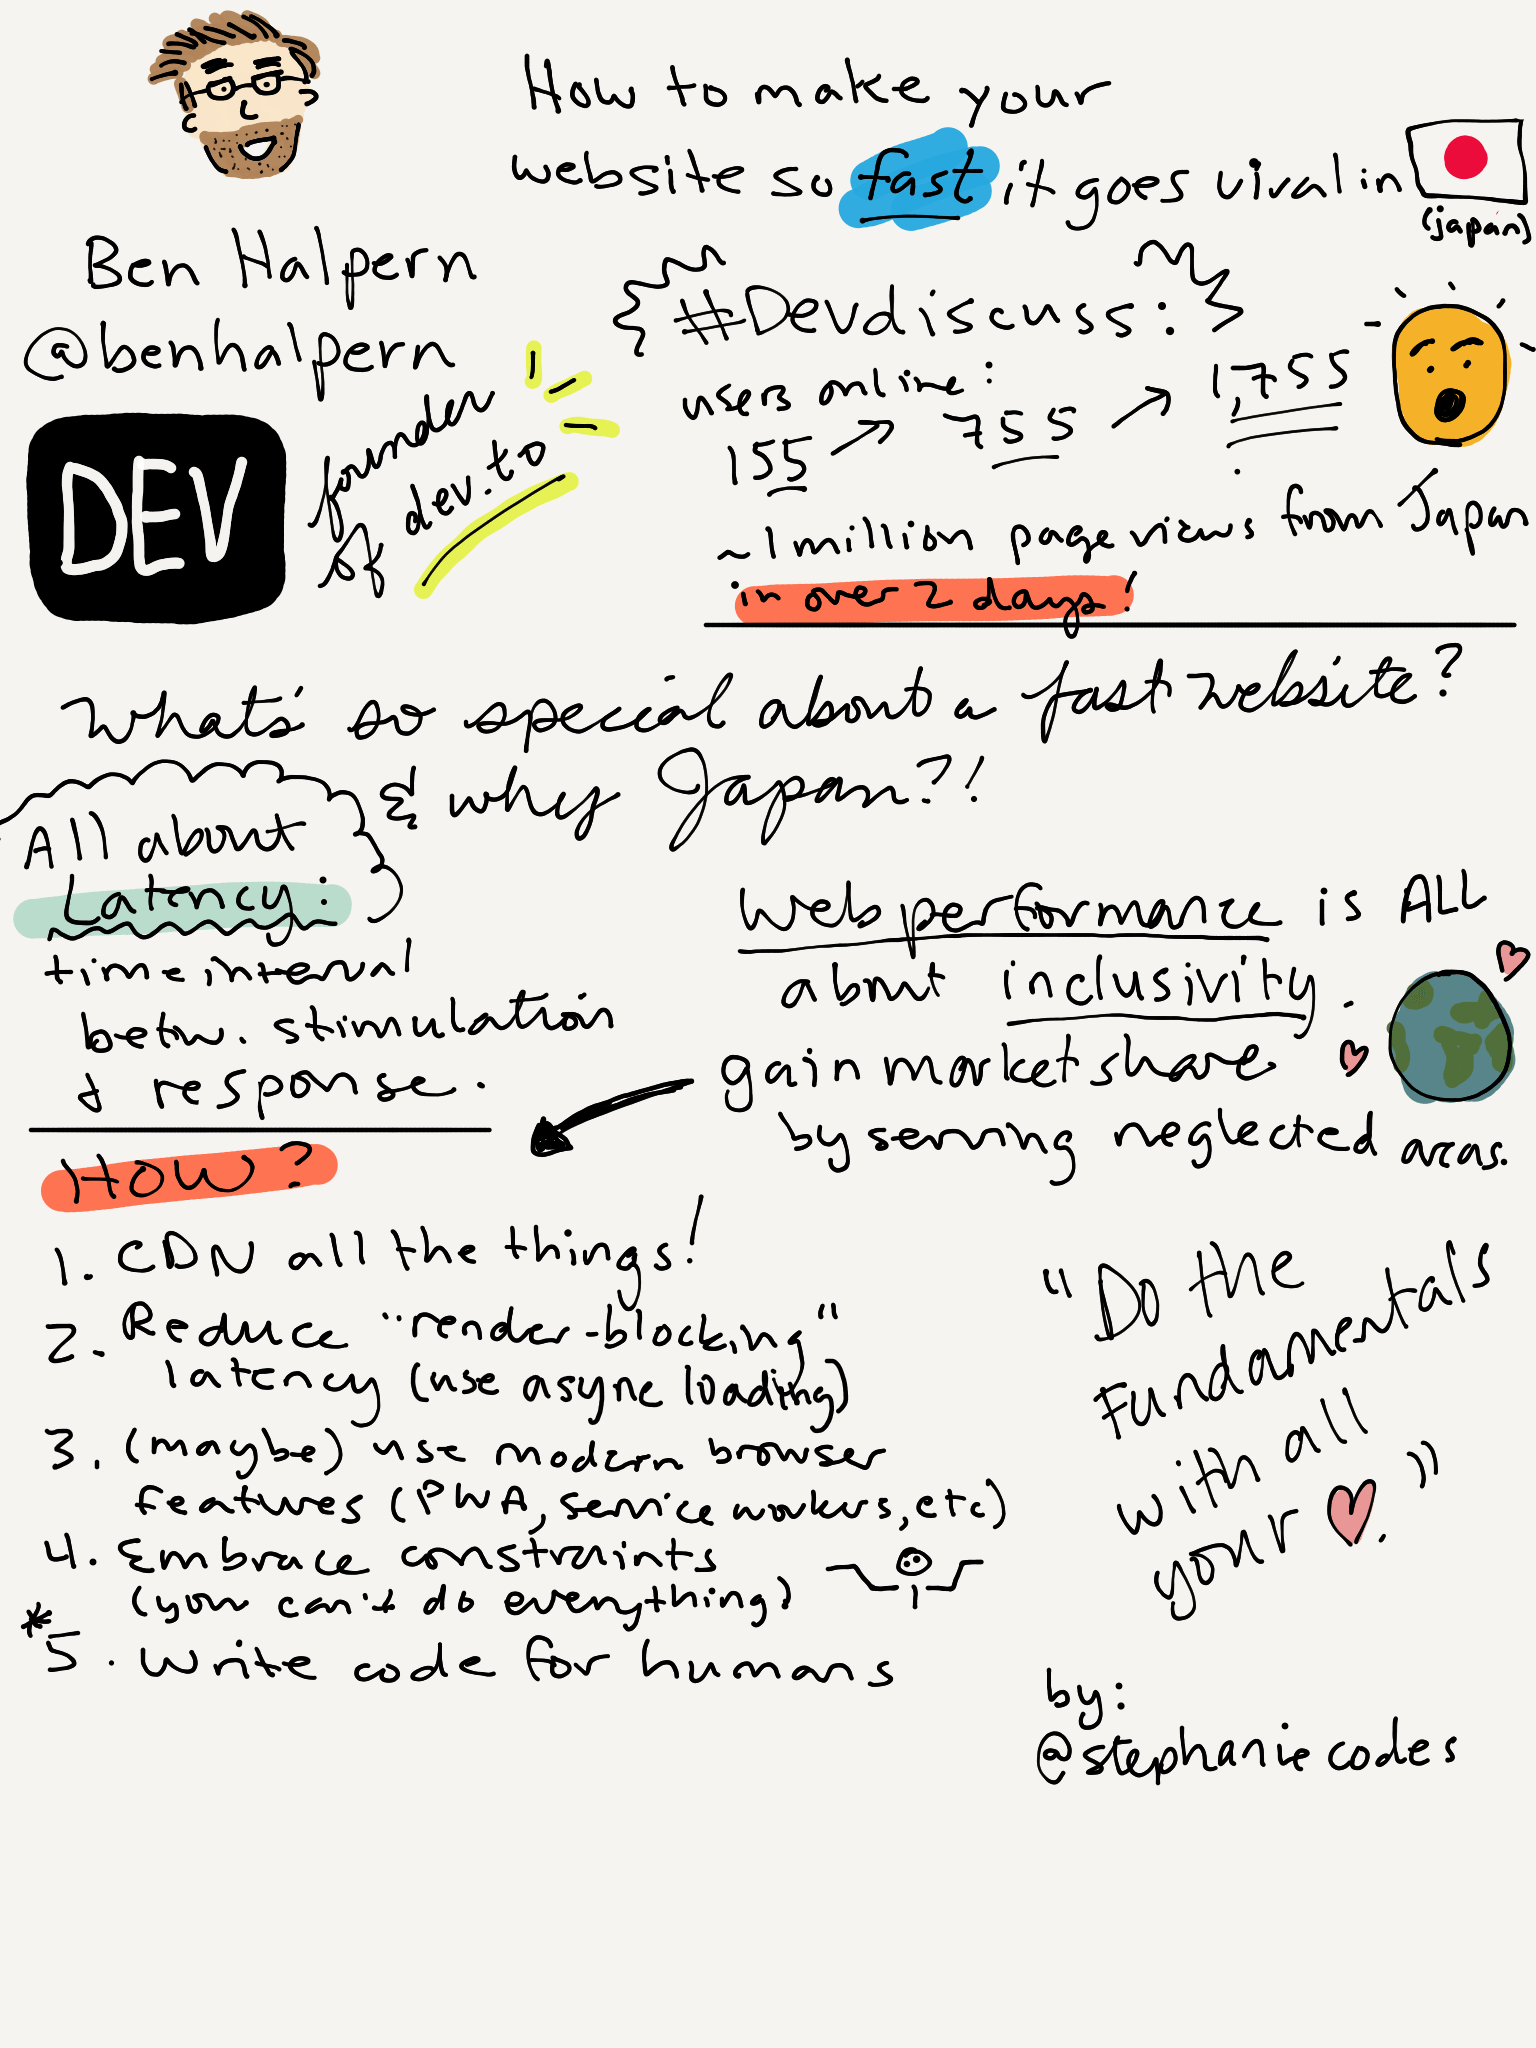 How to make your
website so fast it goes viral in
(japan)
Ben Halpern
@benhalpern
DEV
founder
of dev.to
#Devdiscuss:
users online:
155 → 755 → 1,755
~1 million page views from Japan
in over 2 days!
What's so special about a fast website?
& why Japan?!
All about
Latency:
time interval
betw. stimulation
& response.
Web performance is ALL
about inclusivity.
gain market share
by serving neglected areas.
HOW?
1. CDN all the things!
2. Reduce "render-blocking"
latency (use async loading)
3. (maybe) use modern browser
features (PWA, service workers, etc)
4. Embrace constraints
(you can't do everything)
*5. Write code for humans
"Do the
Fundamentals
with all
your ♥."
by:
@stephaniecodes